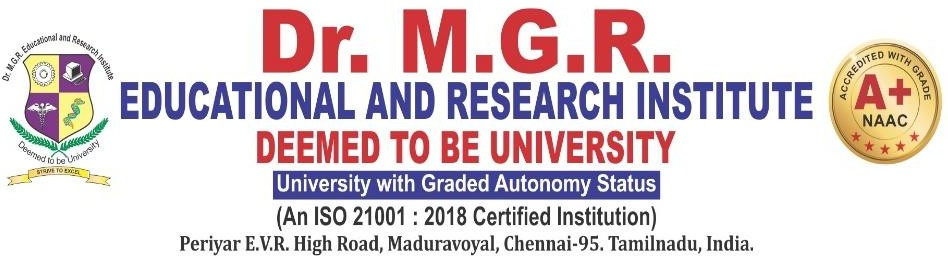 Dr. M.G.R. Educational and Research Institute
Deemed to be University
STRIVE TO EXCEL
Dr. M.G.R.
EDUCATIONAL AND RESEARCH INSTITUTE
DEEMED TO BE UNIVERSITY
University with Graded Autonomy Status
(An ISO 21001 : 2018 Certified Institution)
Periyar E.V.R. High Road, Maduravoyal, Chennai-95. Tamilnadu, India.
ACCREDITED WITH GRADE
A+
NAAC